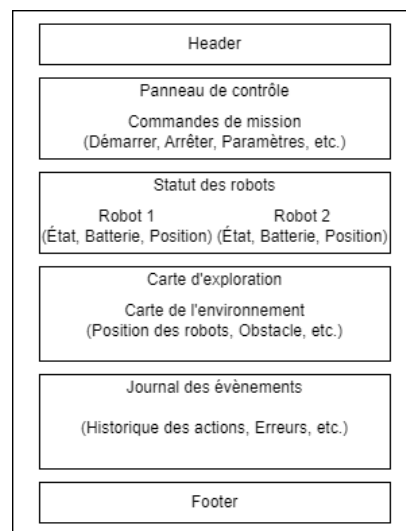 Header
Panneau de contrôle
Commandes de mission
(Démarrer, Arrêter, Paramètres, etc.)
Statut des robots
Robot 1 Robot 2
(État, Batterie, Position) (État, Batterie, Position)
Carte d'exploration
Carte de l'environnement
(Position des robots, Obstacle, etc.)
Journal des évènements
(Historique des actions, Erreurs, etc.)
Footer